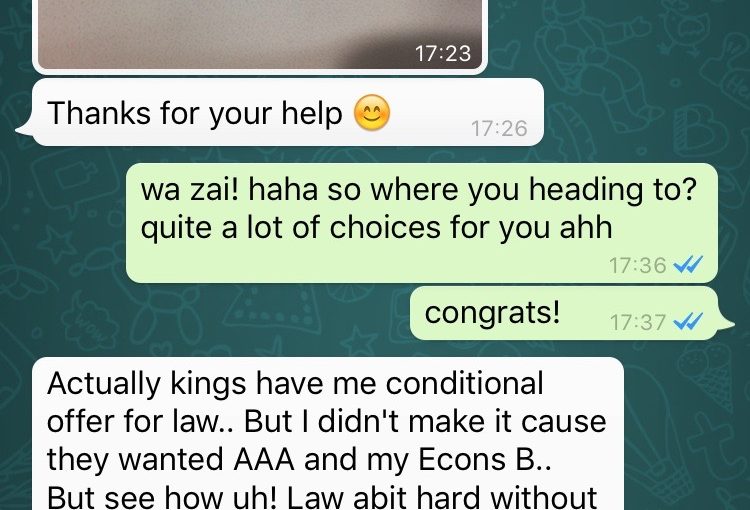 17:23
Thanks for your help 😊
17:26
wa zai! haha so where you heading to?
quite a lot of choices for you ahh
17:36
congrats!
17:37
Actually kings have me conditional
offer for law.. But I didn't make it cause
they wanted AAA and my Econs B..
But see how uh! Law abit hard without